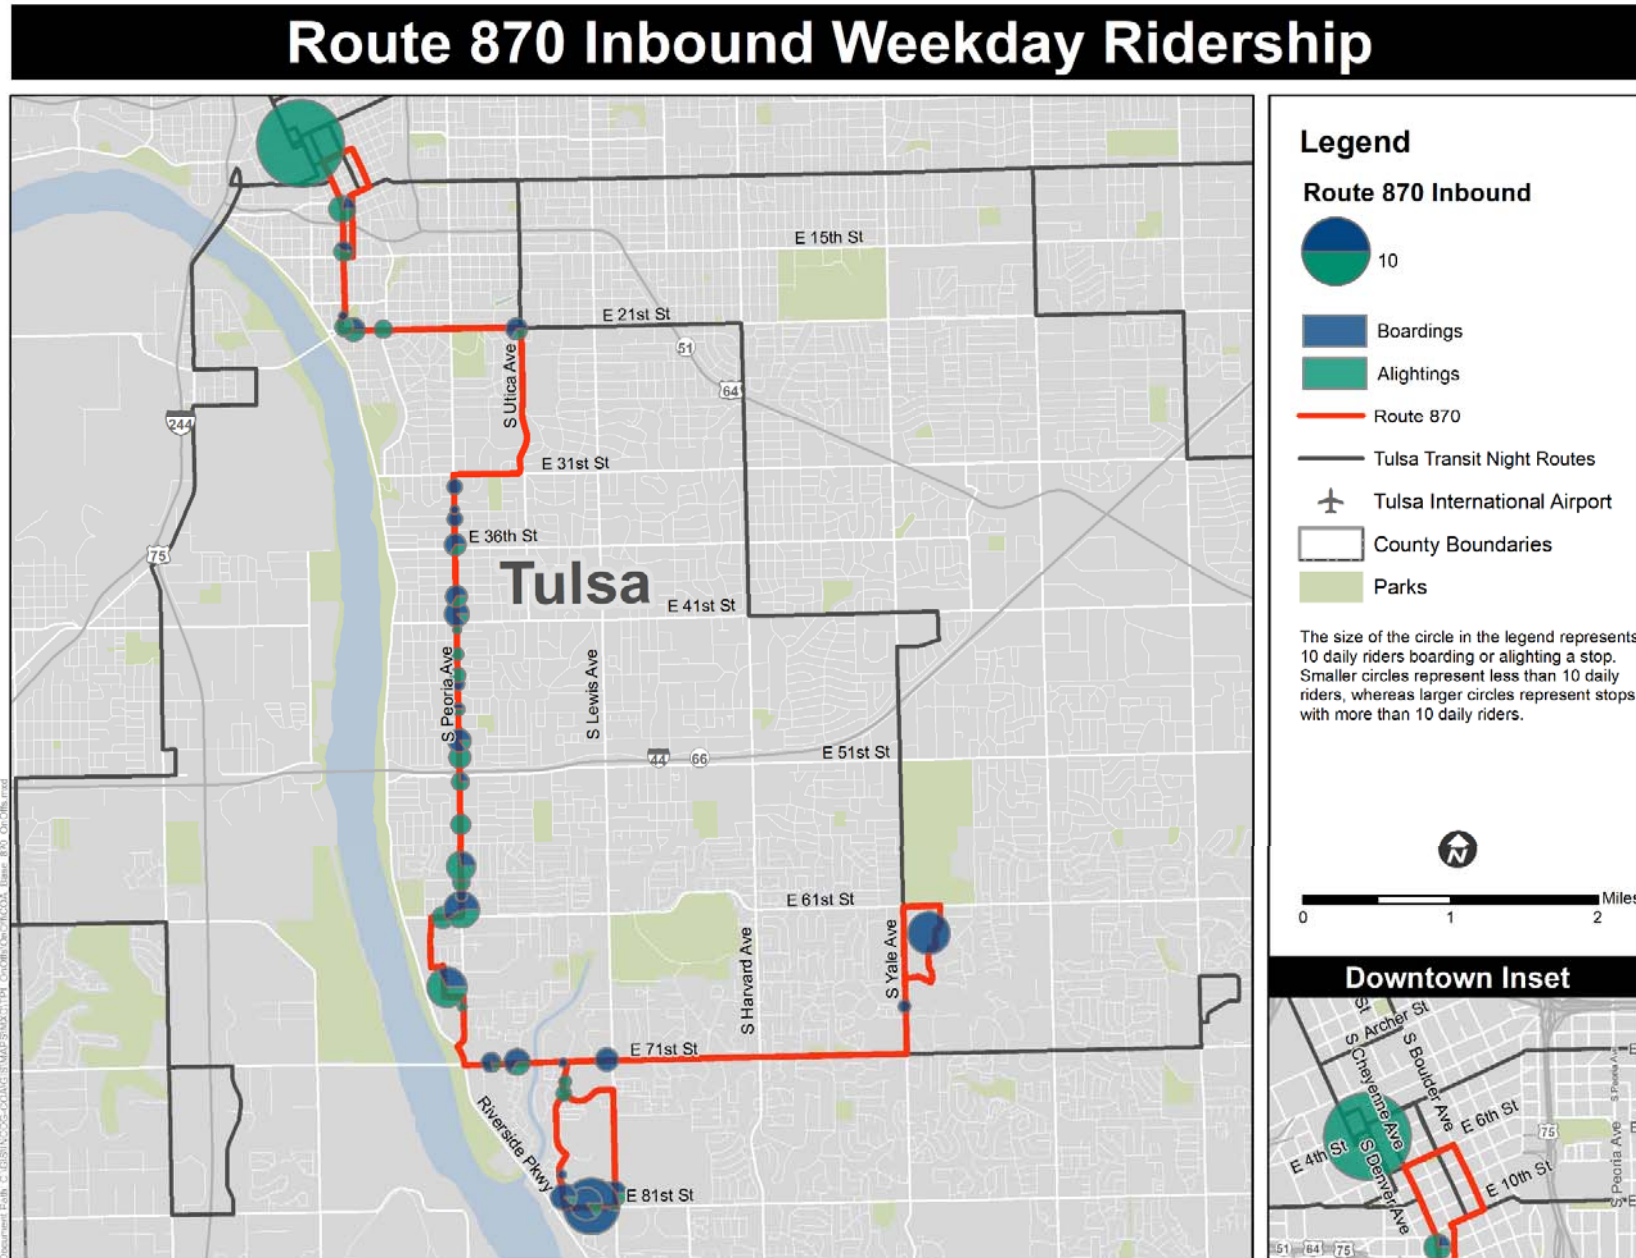 Route 870 Inbound Weekday Ridership
E 15th St
E 21st St
51
S Utica Ave
64
244
E 31st St
75
E 36th St
Tulsa
E 41st St
S Peoria Ave
S Lewis Ave
44
66
E 51st St
E 61st St
S Harvard Ave
S Yale Ave
E 71st St
Riverside Pkwy
E 81st St
Legend
Route 870 Inbound
10
Boardings
Alightings
Route 870
Tulsa Transit Night Routes
Tulsa International Airport
County Boundaries
Parks
The size of the circle in the legend represents
10 daily riders boarding or alighting a stop.
Smaller circles represent less than 10 daily
riders, whereas larger circles represent stops
with more than 10 daily riders.
N
Miles
0 1 2
Downtown Inset
St
S Archer St
S Cheyenne Ave
S Boulder Ave
E 6th St
75
S Peoria Ave
E 4th St
S Denver Ave
E 10th St
S Peoria Ave
51 64 75